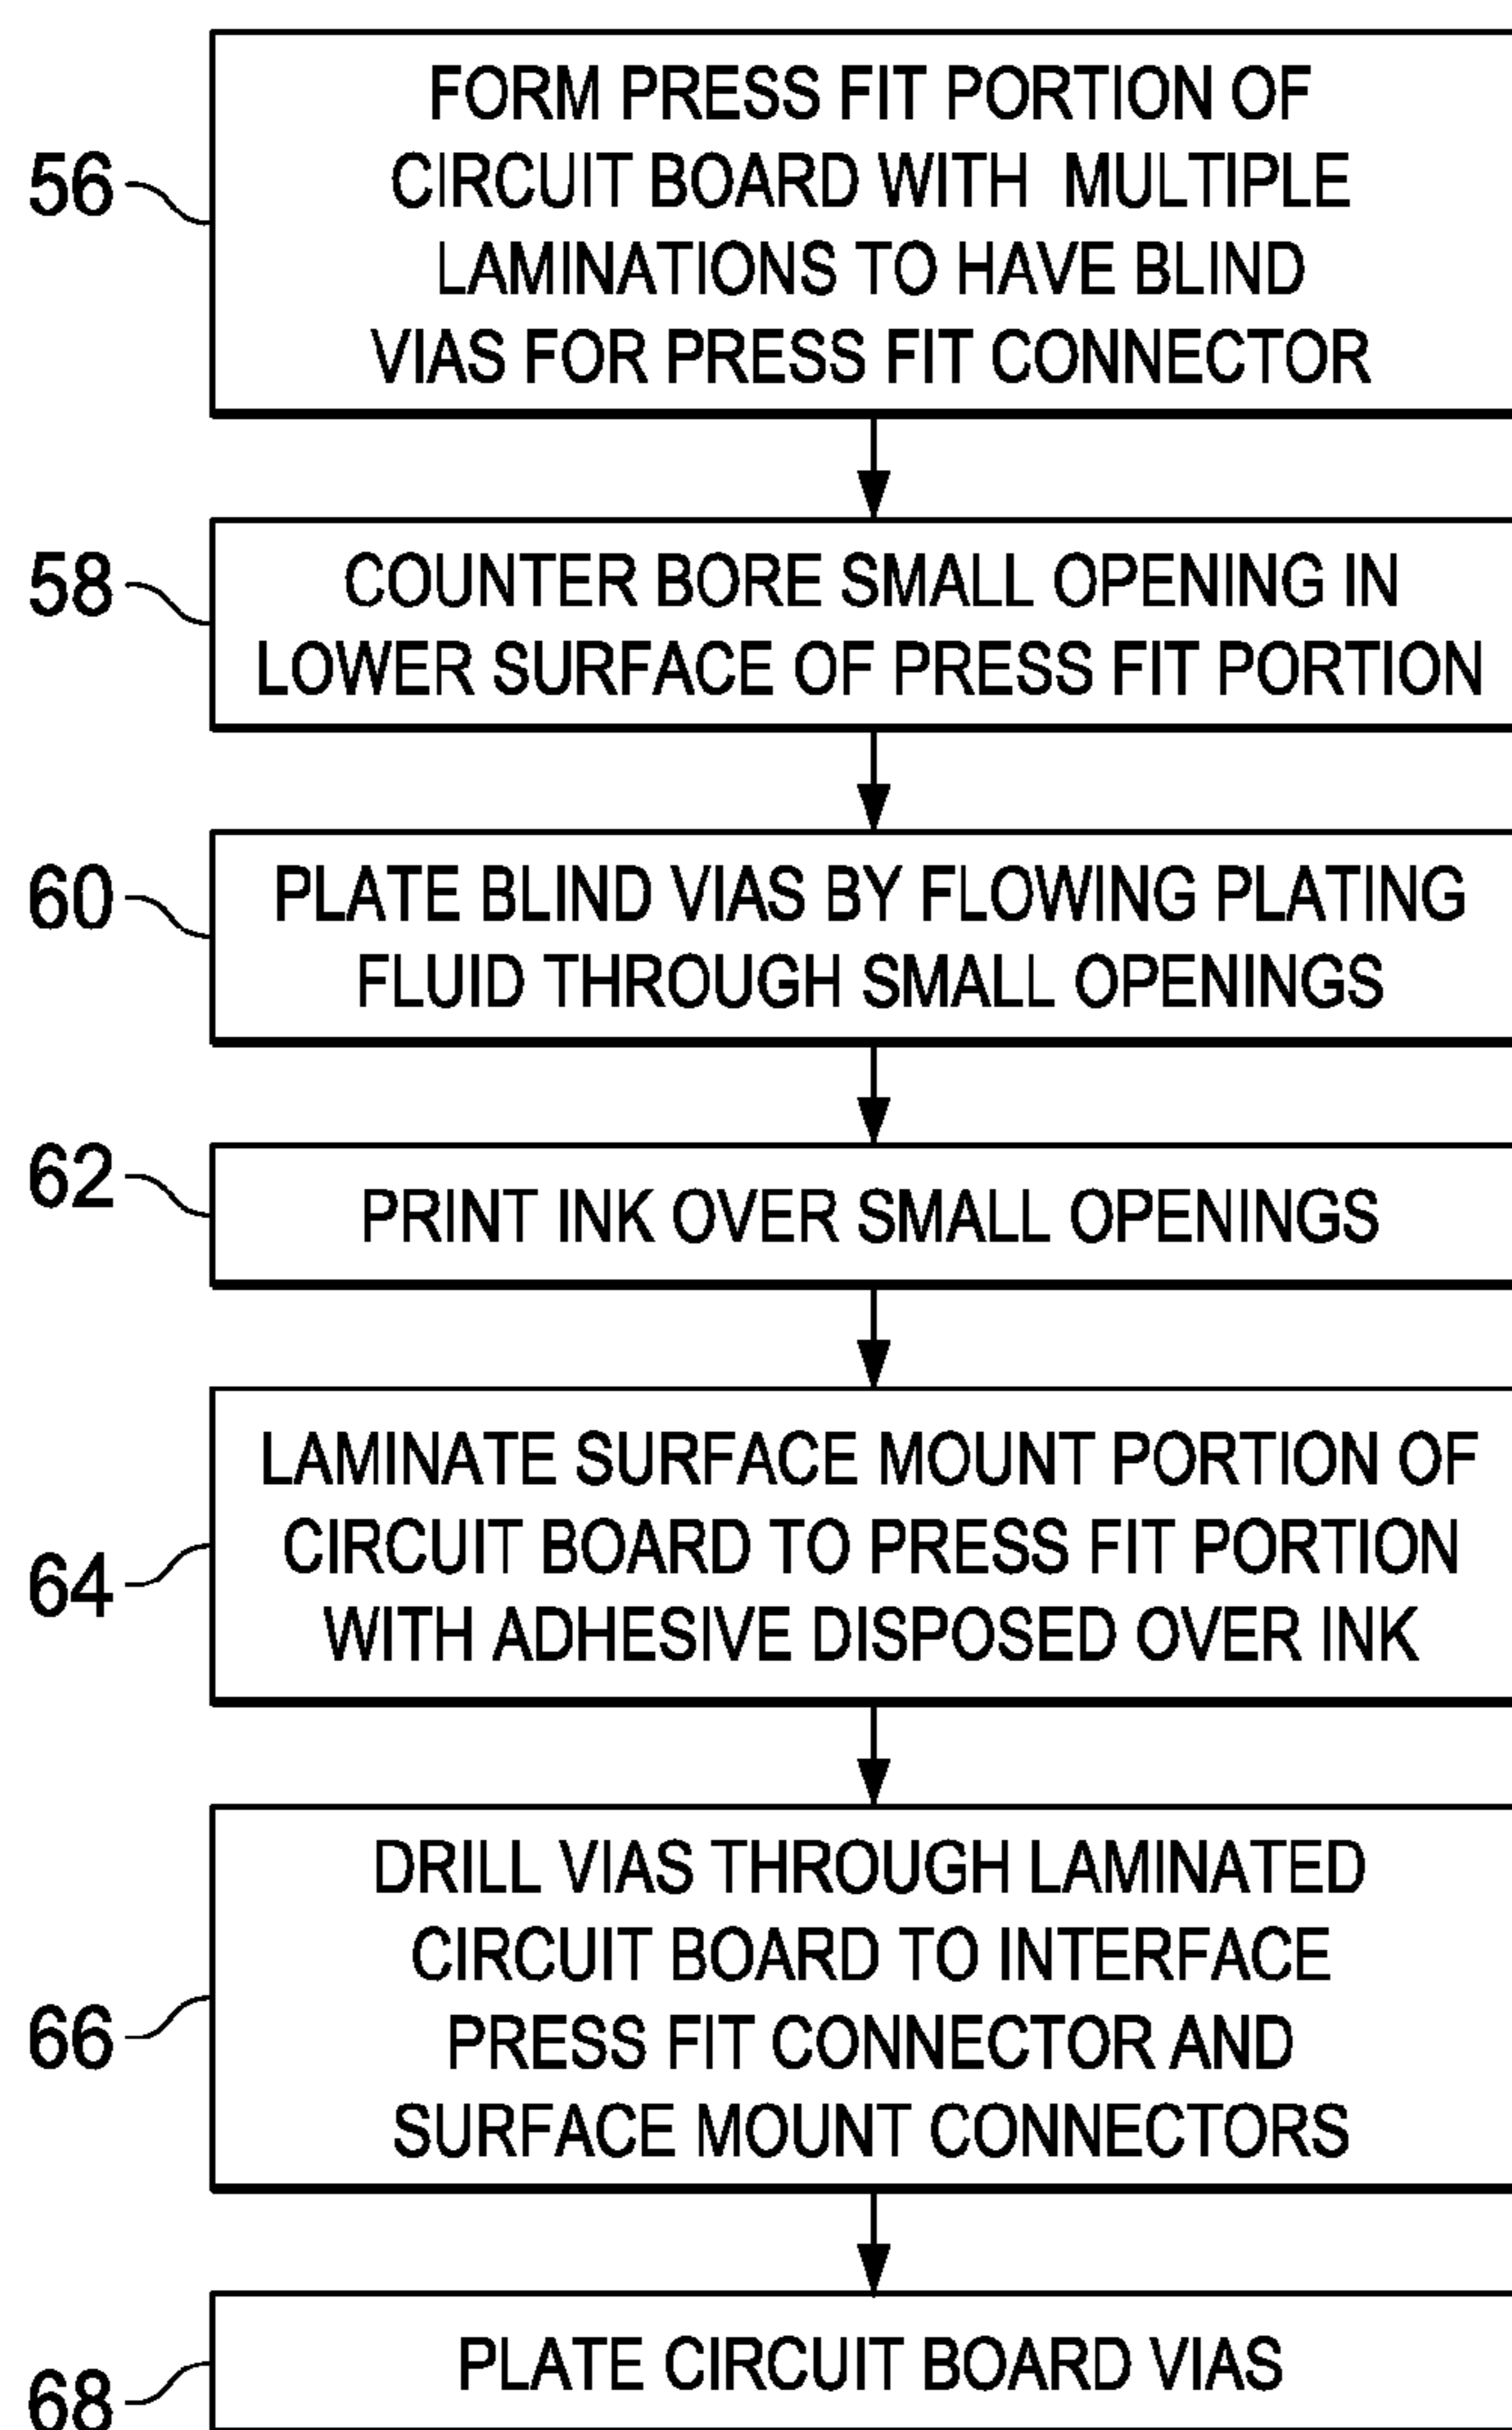 56
FORM PRESS FIT PORTION OF
CIRCUIT BOARD WITH MULTIPLE
LAMINATIONS TO HAVE BLIND
VIAS FOR PRESS FIT CONNECTOR
58
COUNTER BORE SMALL OPENING IN
LOWER SURFACE OF PRESS FIT PORTION
60
PLATE BLIND VIAS BY FLOWING PLATING
FLUID THROUGH SMALL OPENINGS
62
PRINT INK OVER SMALL OPENINGS
64
LAMINATE SURFACE MOUNT PORTION OF
CIRCUIT BOARD TO PRESS FIT PORTION
WITH ADHESIVE DISPOSED OVER INK
66
DRILL VIAS THROUGH LAMINATED
CIRCUIT BOARD TO INTERFACE
PRESS FIT CONNECTOR AND
SURFACE MOUNT CONNECTORS
68
PLATE CIRCUIT BOARD VIAS